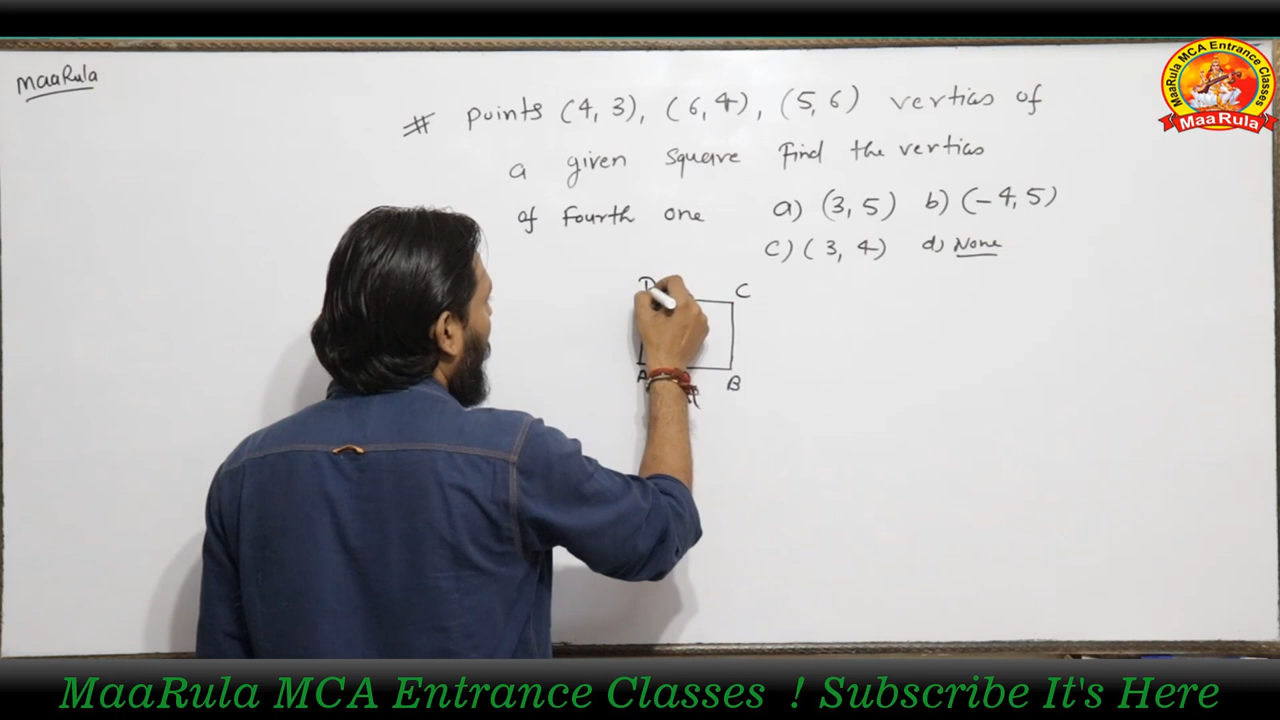 MaaRula
# points (4, 3), (6, 4), (5, 6) vertias of
a given square find the vertias
of fourth one a) (3, 5) b) (-4, 5)
c) (3, 4) d) None
D C
A B
MaaRula MCA Entrance Classes
MaaRula
MaaRula MCA Entrance Classes ! Subscribe It's Here